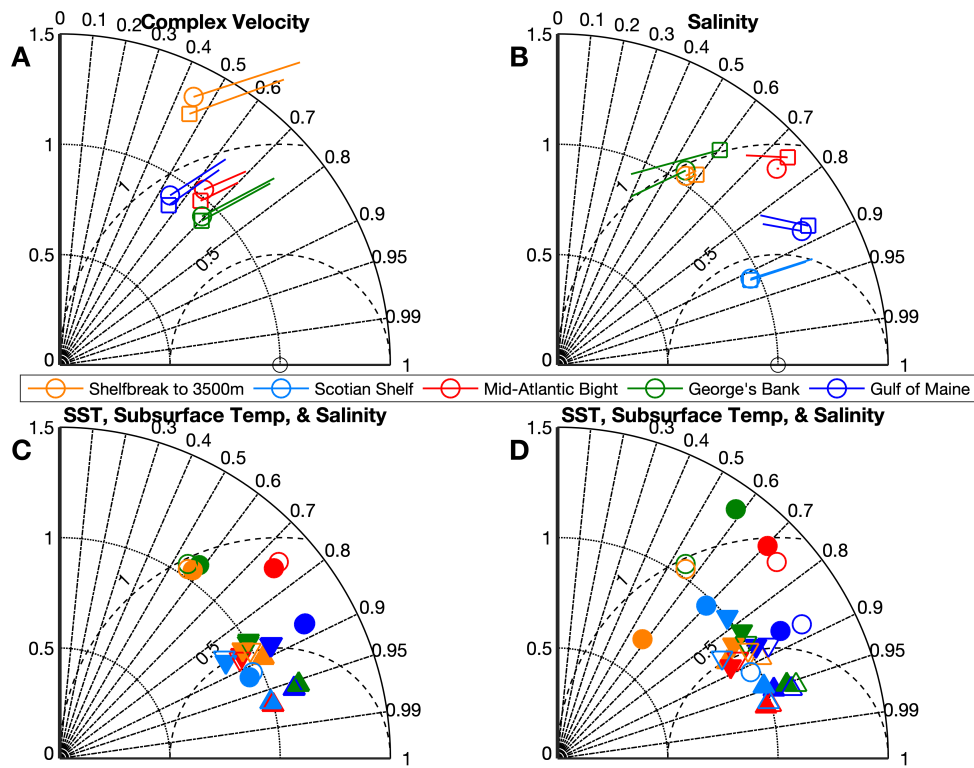 A
Complex Velocity
1.5
0 0.1 0.2 0.3 0.4 0.5 0.6 0.7 0.8 0.9 0.95 0.99 1
1
0.5
0
1
0.5
B
Salinity
1.5
0 0.1 0.2 0.3 0.4 0.5 0.6 0.7 0.8 0.9 0.95 0.99 1
1
0.5
0
1
0.5
Shelfbreak to 3500m Scotian Shelf Mid-Atlantic Bight George's Bank Gulf of Maine
C
SST, Subsurface Temp, & Salinity
1.5
0.3 0.4 0.5 0.6 0.7 0.8 0.9 0.95 0.99 1
1
0.5
0
1
0.5
D
SST, Subsurface Temp, & Salinity
1.5
0.3 0.4 0.5 0.6 0.7 0.8 0.9 0.95 0.99 1
1
0.5
0
1
0.5